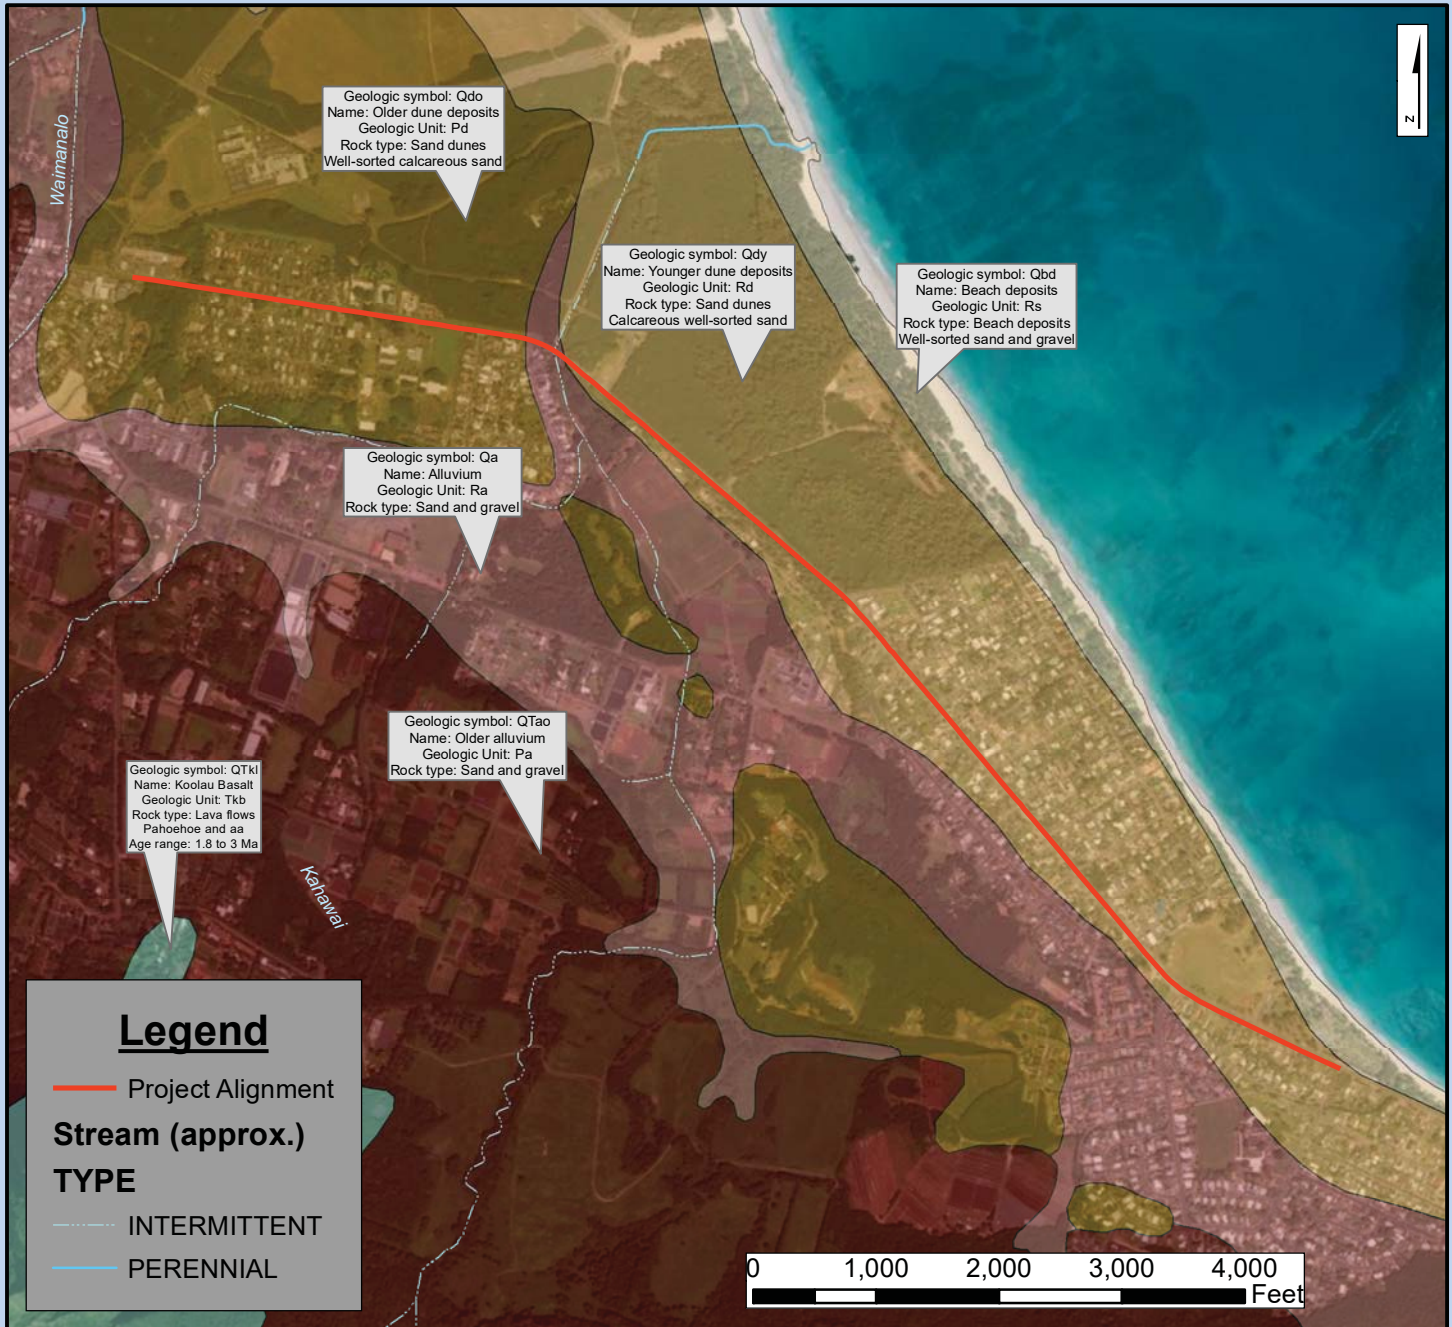 Waimanalo
Geologic symbol: Qdo
Name: Older dune deposits
Geologic Unit: Pd
Rock type: Sand dunes
Well-sorted calcareous sand
N
Geologic symbol: Qdy
Name: Younger dune deposits
Geologic Unit: Rd
Rock type: Sand dunes
Calcareous well-sorted sand
Geologic symbol: Qbd
Name: Beach deposits
Geologic Unit: Rs
Rock type: Beach deposits
Well-sorted sand and gravel
Geologic symbol: Qa
Name: Alluvium
Geologic Unit: Ra
Rock type: Sand and gravel
Geologic symbol: QTao
Name: Older alluvium
Geologic Unit: Pa
Rock type: Sand and gravel
Geologic symbol: QTkl
Name: Koolau Basalt
Geologic Unit: Tkb
Rock type: Lava flows
Pahoehoe and aa
Age range: 1.8 to 3 Ma
Kahawai
Legend
Project Alignment
Stream (approx.)
TYPE
INTERMITTENT
PERENNIAL
0 1,000 2,000 3,000 4,000
Feet